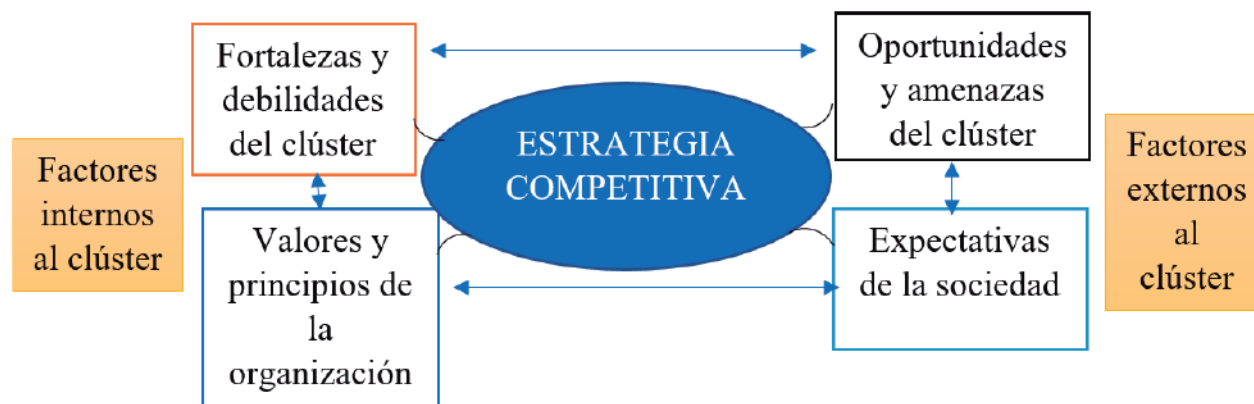 Fortalezas y
debilidades
del clúster
Oportunidades
y amenazas
del clúster
ESTRATEGIA
COMPETITIVA
Factores
internos
al clúster
Factores
externos
al
clúster
Valores y
principios de
la
organización
Expectativas
de la sociedad